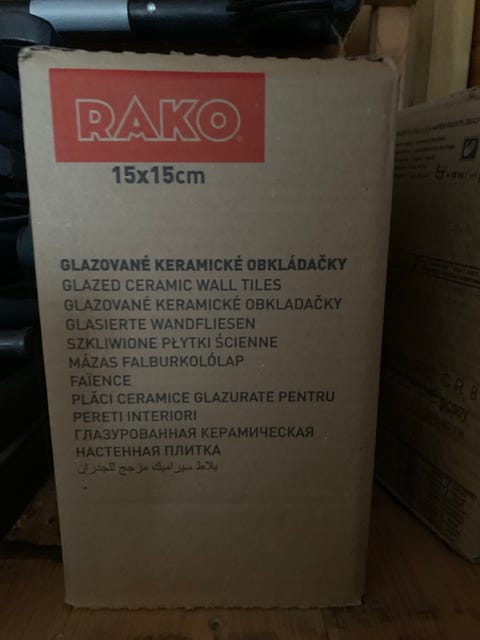 RAKO
15x15cm
GLAZOVANÉ KERAMICKÉ OBKLÁDAČKY
GLAZED CERAMIC WALL TILES
GLAZOVANÉ KERAMICKÉ OBKLADAČKY
GLASIERTE WANDFLIESEN
SZKLIWIONE PŁYTKI ŚCIENNE
MÁZAS FALBURKOLÓLAP
FAÏENCE
PLĂCI CERAMICE GLAZURATE PENTRU
PEREȚI INTERIORI
ГЛАЗУРОВАННАЯ КЕРАМИЧЕСКАЯ
НАСТЕННАЯ ПЛИТКА
بلاط سيراميك مزجج للجدران